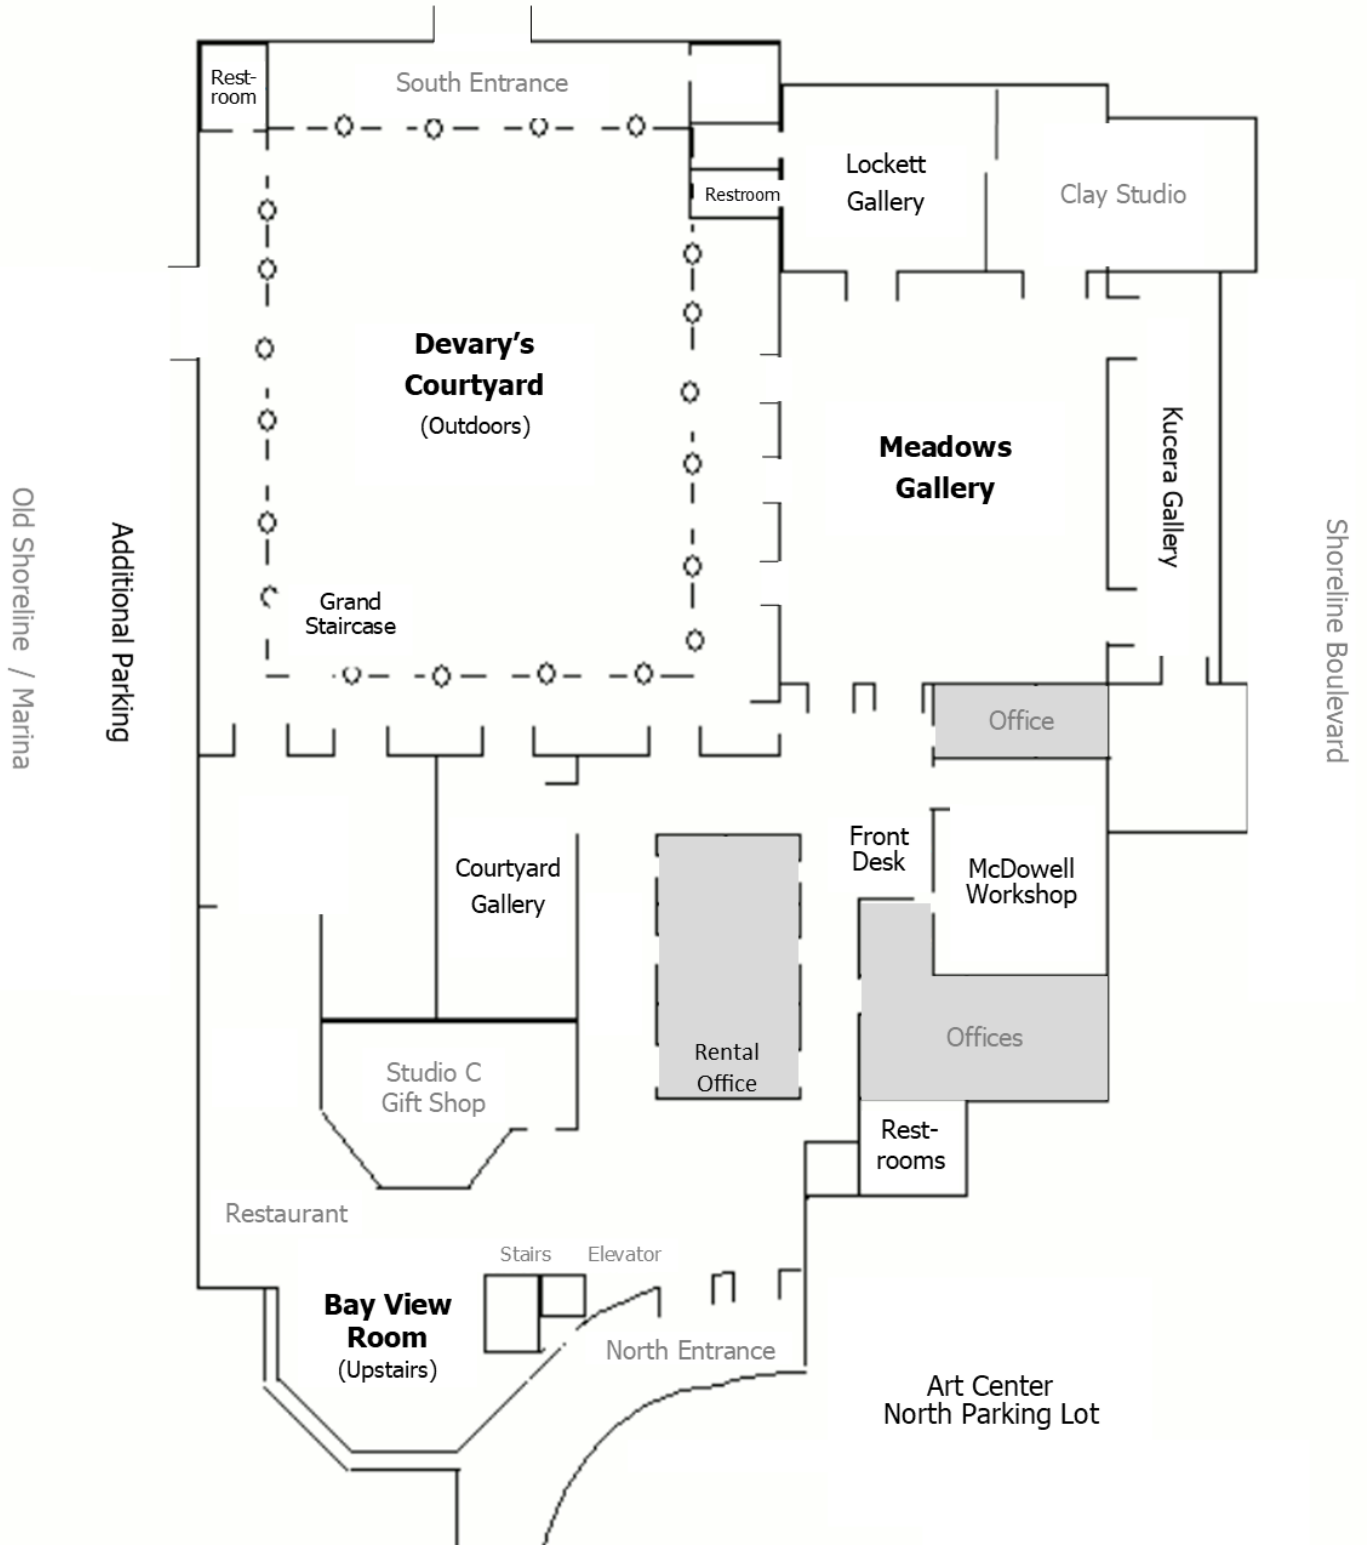 Rest-
room
South Entrance
Lockett
Gallery
Clay Studio
Restroom
Devary’s
Courtyard
(Outdoors)
Meadows
Gallery
Kucera Gallery
Old Shoreline / Marina
Additional Parking
Shoreline Boulevard
Grand
Staircase
Office
Front
Desk
McDowell
Workshop
Courtyard
Gallery
Rental
Office
Offices
Studio C
Gift Shop
Rest-
rooms
Restaurant
Stairs
Elevator
Bay View
Room
(Upstairs)
North Entrance
Art Center
North Parking Lot